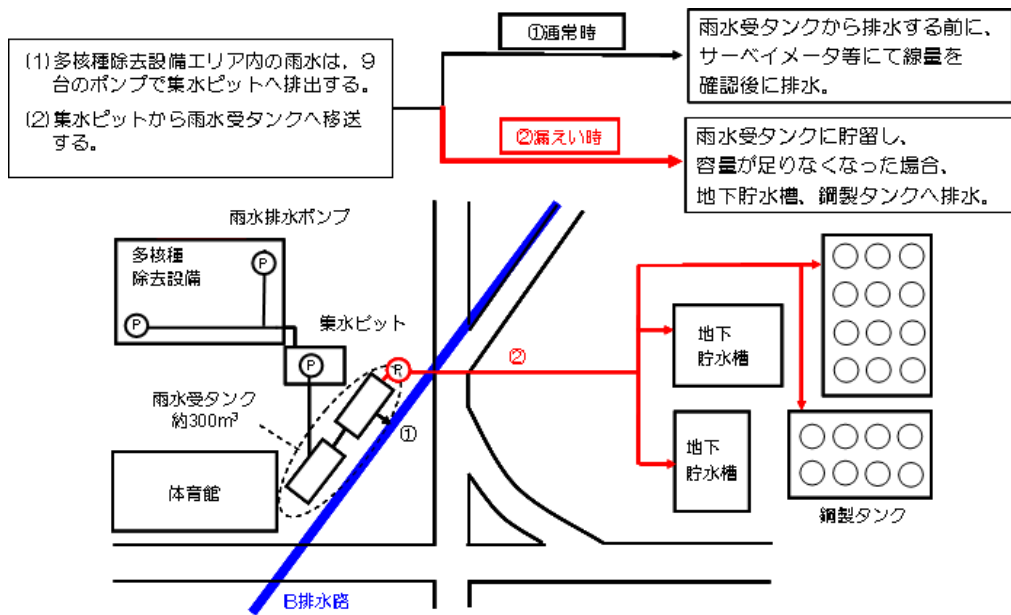 (1)多核種除去設備エリア内の雨水は、９
台のポンプで集水ピットへ排出する。
(2)集水ピットから雨水受タンクへ移送
する。
①通常時
雨水受タンクから排水する前に、
サーベイメータ等にて線量を
確認後に排水。
②漏えい時
雨水受タンクに貯留し、
容量が足りなくなった場合、
地下貯水槽、鋼製タンクへ排水。
雨水排水ポンプ
多核種
除去設備
P
P
集水ピット
P
P
②
地下
貯水槽
雨水受タンク
約300m³
①
地下
貯水槽
体育館
鋼製タンク
B排水路